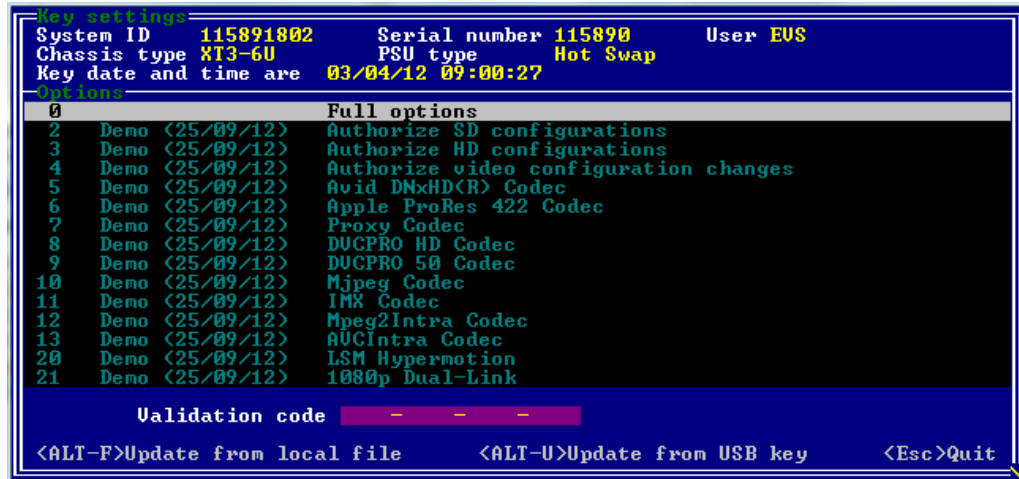 Key settings
System ID 115891802 Serial number 115890 User EVS
Chassis type XT3-6U PSU type Hot Swap
Key date and time are 03/04/12 09:00:27
Options
0 Full options
2 Demo (25/09/12) Authorize SD configurations
3 Demo (25/09/12) Authorize HD configurations
4 Demo (25/09/12) Authorize video configuration changes
5 Demo (25/09/12) Avid DNxHD(R) Codec
6 Demo (25/09/12) Apple ProRes 422 Codec
7 Demo (25/09/12) Proxy Codec
8 Demo (25/09/12) DVCPRO HD Codec
9 Demo (25/09/12) DVCPRO 50 Codec
10 Demo (25/09/12) Mjpeg Codec
11 Demo (25/09/12) IMX Codec
12 Demo (25/09/12) Mpeg2Intra Codec
13 Demo (25/09/12) AVCIntra Codec
20 Demo (25/09/12) LSM Hypermotion
21 Demo (25/09/12) 1080p Dual-Link
Validation code - - -
<ALT-F>Update from local file <ALT-U>Update from USB key <Esc>Quit